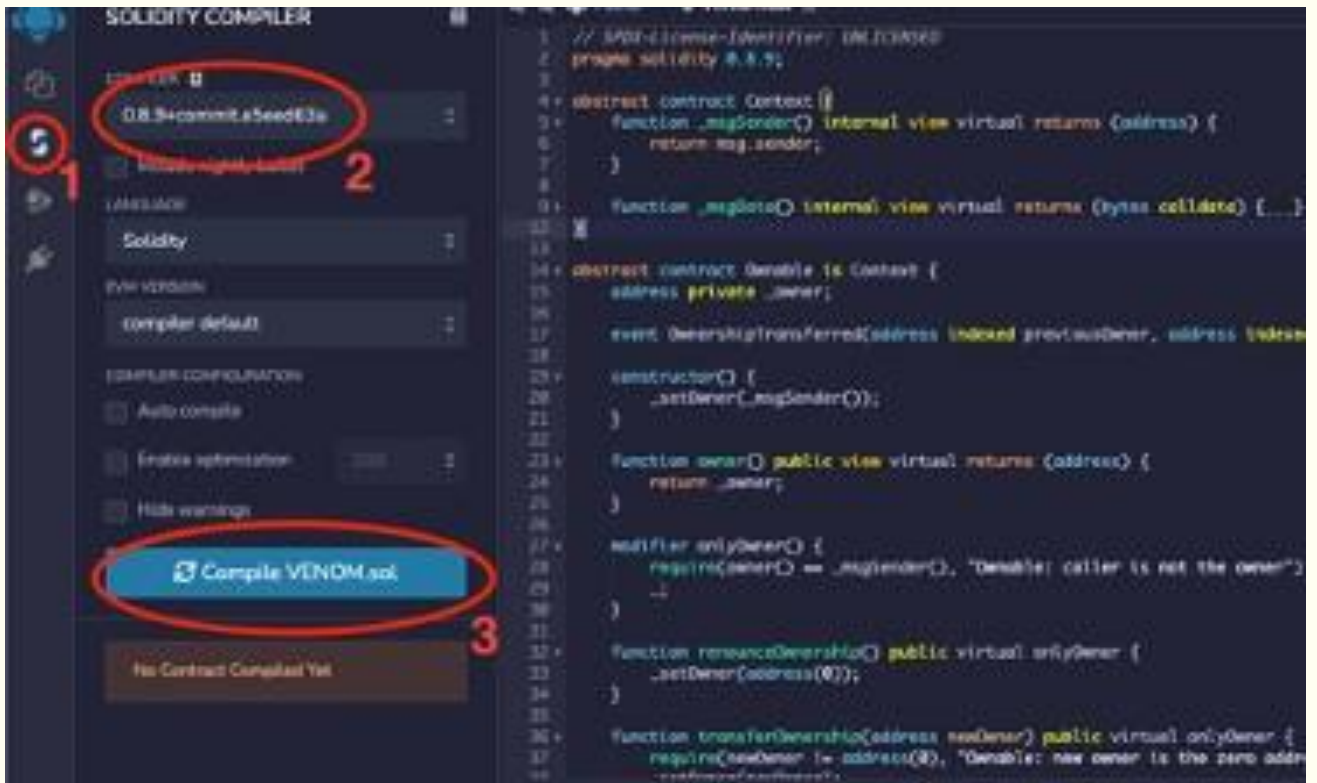 SOLIDITY COMPILER
0.8.9+commit.e5eed63a
2
1
Include nightly builds
LANGUAGE
Solidity
EVM VERSION
compiler default
COMPILER CONFIGURATION
Auto compile
Enable optimization
Hide warnings
Compile VENOM.sol
3
No Contract Compiled Yet
1 // SPDX-License-Identifier: UNLICENSED
2 pragma solidity 0.8.9;
3
4 abstract contract Context {
5 function _msgSender() internal view virtual returns (address) {
6 return msg.sender;
7 }
8
9 function _msgData() internal view virtual returns (bytes calldata) {...}
12 }
13
14 abstract contract Ownable is Context {
15 address private _owner;
16
17 event OwnershipTransferred(address indexed previousOwner, address indexe
18
19 constructor() {
20 _setOwner(_msgSender());
21 }
22
23 function owner() public view virtual returns (address) {
24 return _owner;
25 }
26
27 modifier onlyOwner() {
28 require(owner() == _msgSender(), "Ownable: caller is not the owner")
29 _;
30 }
31
32 function renounceOwnership() public virtual onlyOwner {
33 _setOwner(address(0));
34 }
35
36 function transferOwnership(address newOwner) public virtual onlyOwner {
37 require(newOwner != address(0), "Ownable: new owner is the zero addr